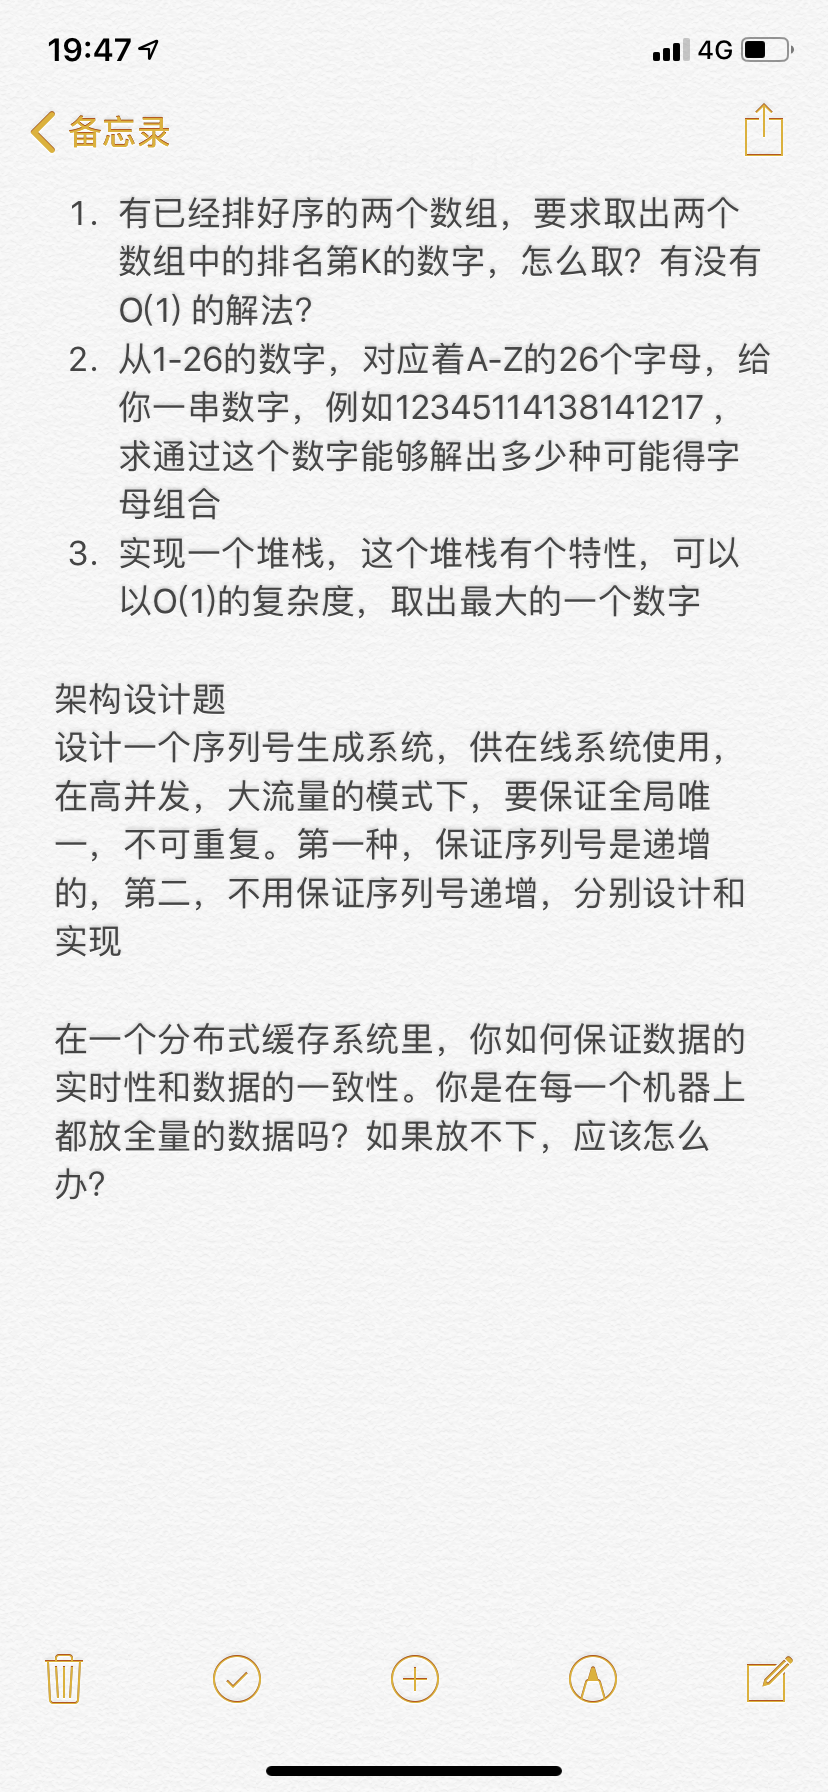 19:47
4G
备忘录
1. 有已经排好序的两个数组，要求取出两个
数组中的排名第K的数字，怎么取？有没有
O(1) 的解法？
2. 从1-26的数字，对应着A-Z的26个字母，给
你一串数字，例如12345114138141217，
求通过这个数字能够解出多少种可能得字
母组合
3. 实现一个堆栈，这个堆栈有个特性，可以
以O(1)的复杂度，取出最大的一个数字
架构设计题
设计一个序列号生成系统，供在线系统使用，
在高并发，大流量的模式下，要保证全局唯
一，不可重复。第一种，保证序列号是递增
的，第二，不用保证序列号递增，分别设计和
实现
在一个分布式缓存系统里，你如何保证数据的
实时性和数据的一致性。你是在每一个机器上
都放全量的数据吗？如果放不下，应该怎么
办？